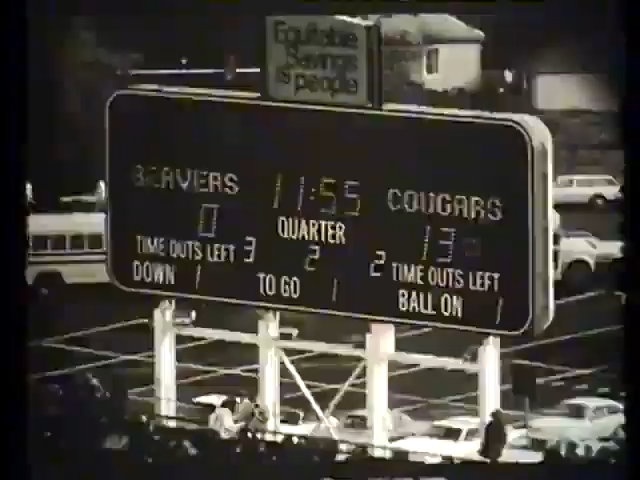 Equitable
Savings
is people
BEAVERS 11:55 COUGARS
0 QUARTER 13
TIME OUTS LEFT 3 2 2 TIME OUTS LEFT
DOWN 1 TO GO 1 BALL ON 1